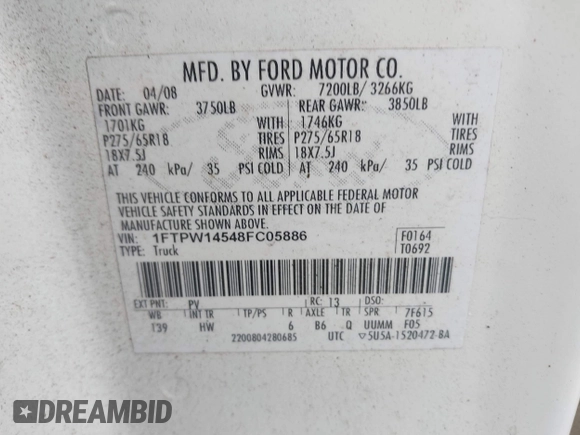 MFD. BY FORD MOTOR CO.
DATE: 04/08 GVWR: 7200LB/ 3266KG
FRONT GAWR: 3750LB REAR GAWR: 3850LB
1701KG WITH 1746KG WITH
P275/65R18 TIRES P275/65R18 TIRES
18X7.5J RIMS 18X7.5J RIMS
AT 240 kPa/ 35 PSI COLD AT 240 kPa/ 35 PSI COLD
THIS VEHICLE CONFORMS TO ALL APPLICABLE FEDERAL MOTOR
VEHICLE SAFETY STANDARDS IN EFFECT ON THE DATE OF
MANUFACTURE SHOWN ABOVE.
VIN: 1FTPW14548FC05886 F0164
TYPE: Truck T0692
EXT PNT: PV RC: 13 DSO:
WB INT TR TP/PS R AXLE TR SPR 7F615
139 HW 6 B6 Q UUMM F05
2200804280685 UTC ▽5U5A-1520472-BA
DREAMBID